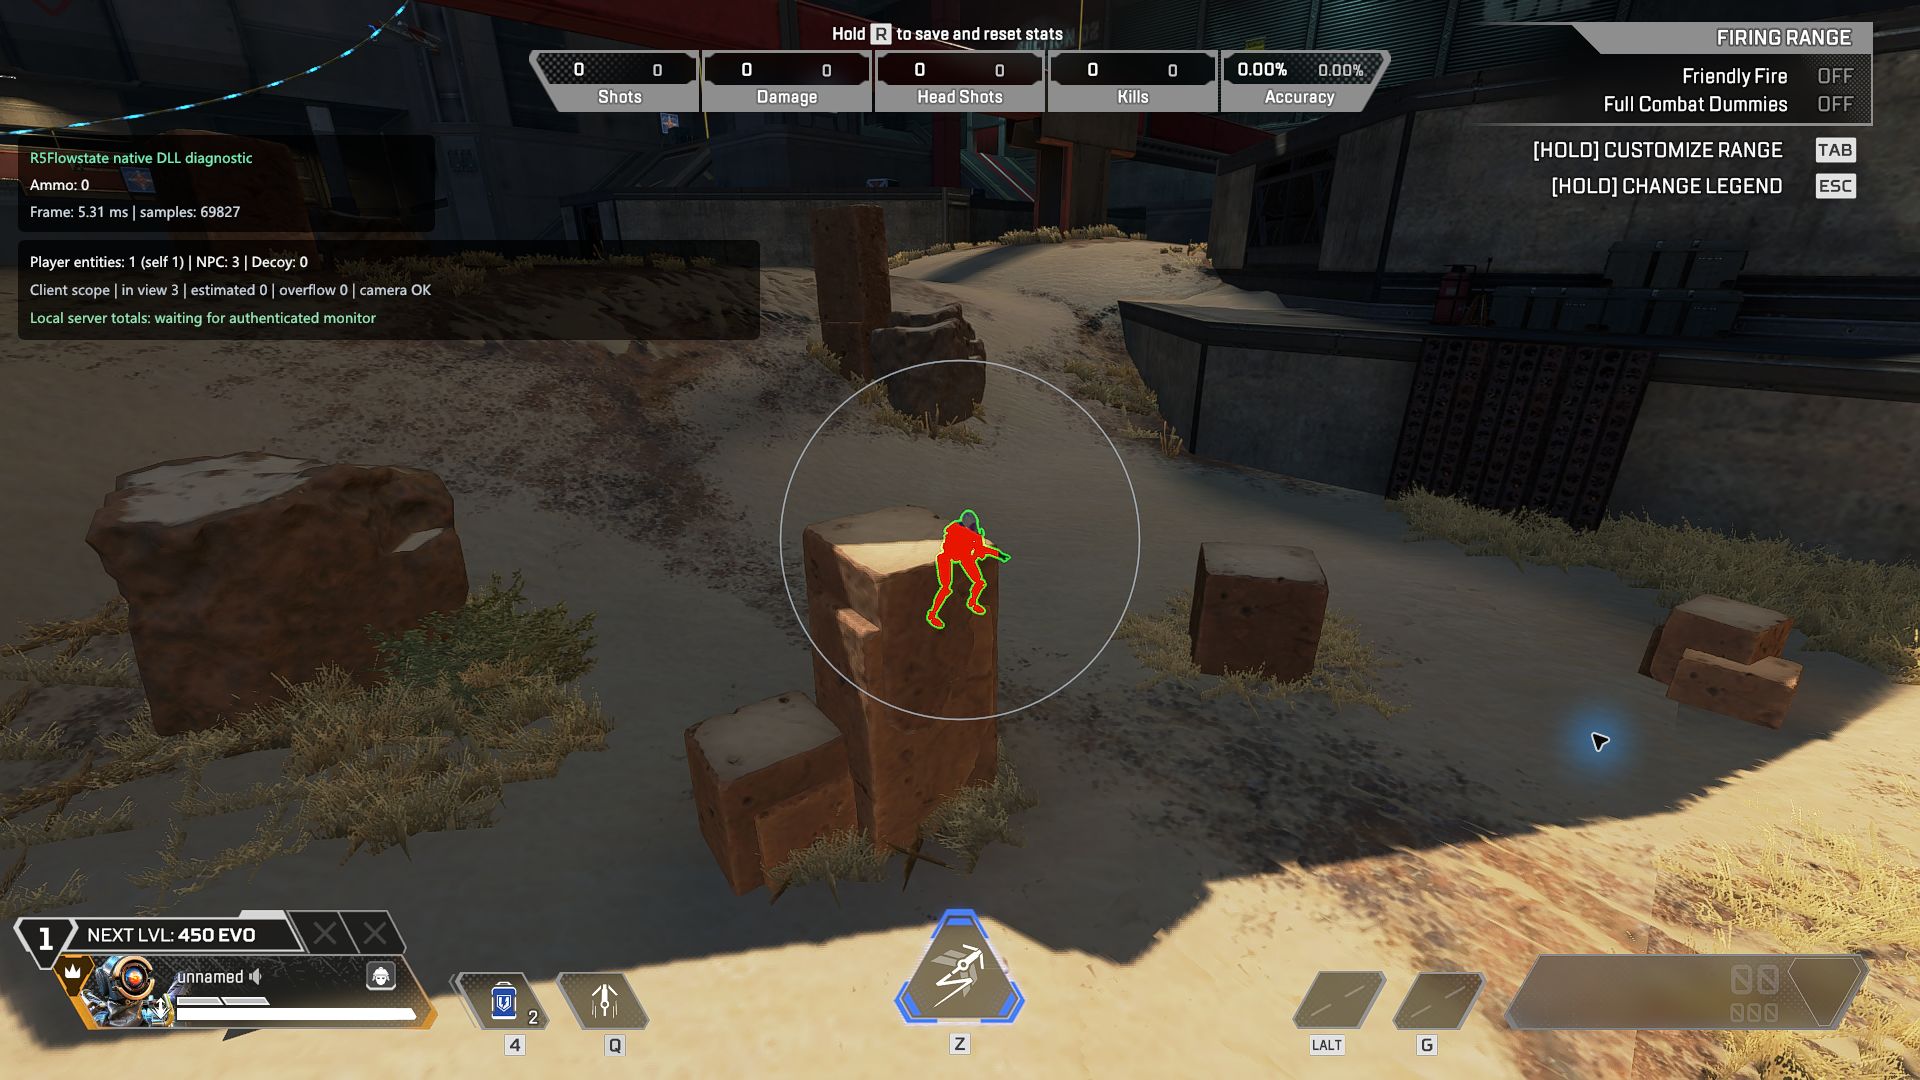 Hold R to save and reset stats
0 0 0 0 0 0 0 0 0.00% 0.00%
Shots Damage Head Shots Kills Accuracy
FIRING RANGE
Friendly Fire OFF
Full Combat Dummies OFF
[HOLD] CUSTOMIZE RANGE TAB
[HOLD] CHANGE LEGEND ESC
R5Flowstate native DLL diagnostic
Ammo: 0
Frame: 5.31 ms | samples: 69827
Player entities: 1 (self 1) | NPC: 3 | Decoy: 0
Client scope | in view 3 | estimated 0 | overflow 0 | camera OK
Local server totals: waiting for authenticated monitor
1 NEXT LVL: 450 EVO
unnamed
2
4 Q Z LALT G
00
000